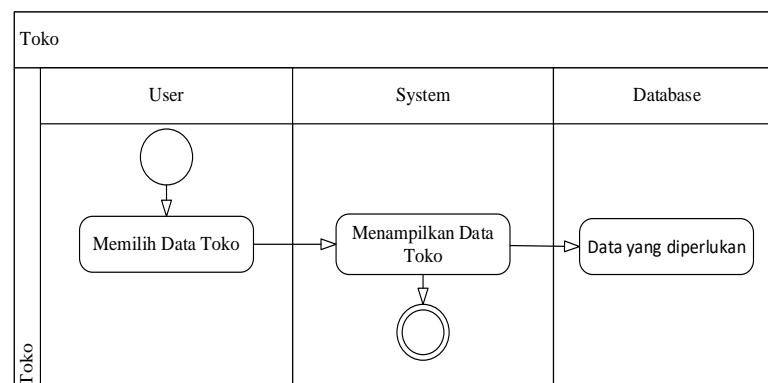 Toko
User
System
Database
Memilih Data Toko
Menampilkan Data
Toko
Data yang diperlukan
Toko